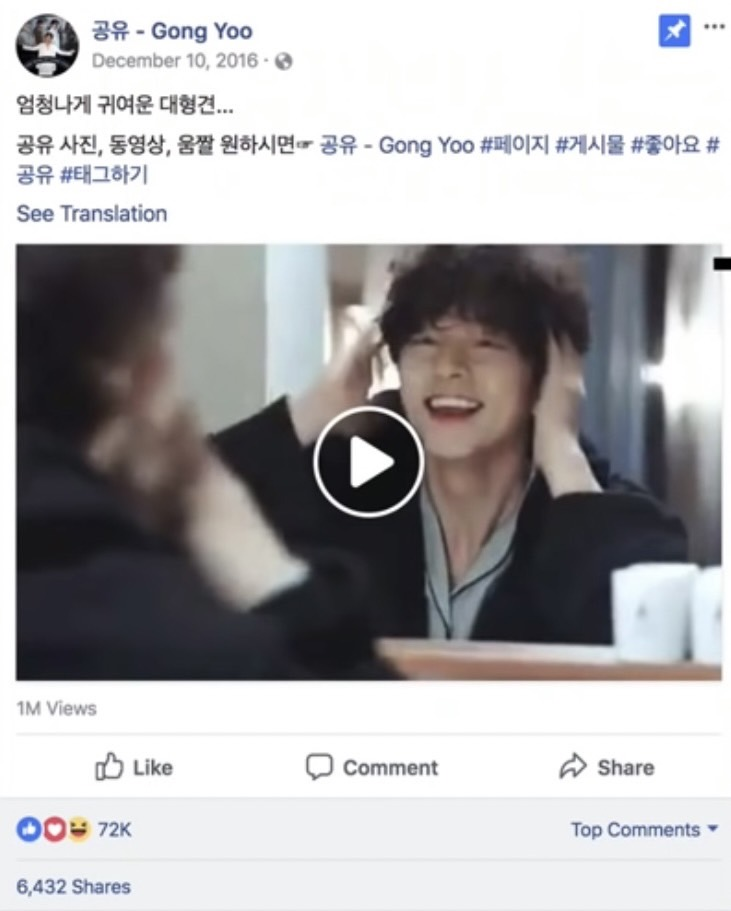 공유 - Gong Yoo
December 10, 2016 ·
엄청나게 귀여운 대형견...
공유 사진, 동영상, 움짤 원하시면☞ 공유 - Gong Yoo #페이지 #게시물 #좋아요 #
공유 #태그하기
See Translation
1M Views
Like Comment Share
72K Top Comments
6,432 Shares